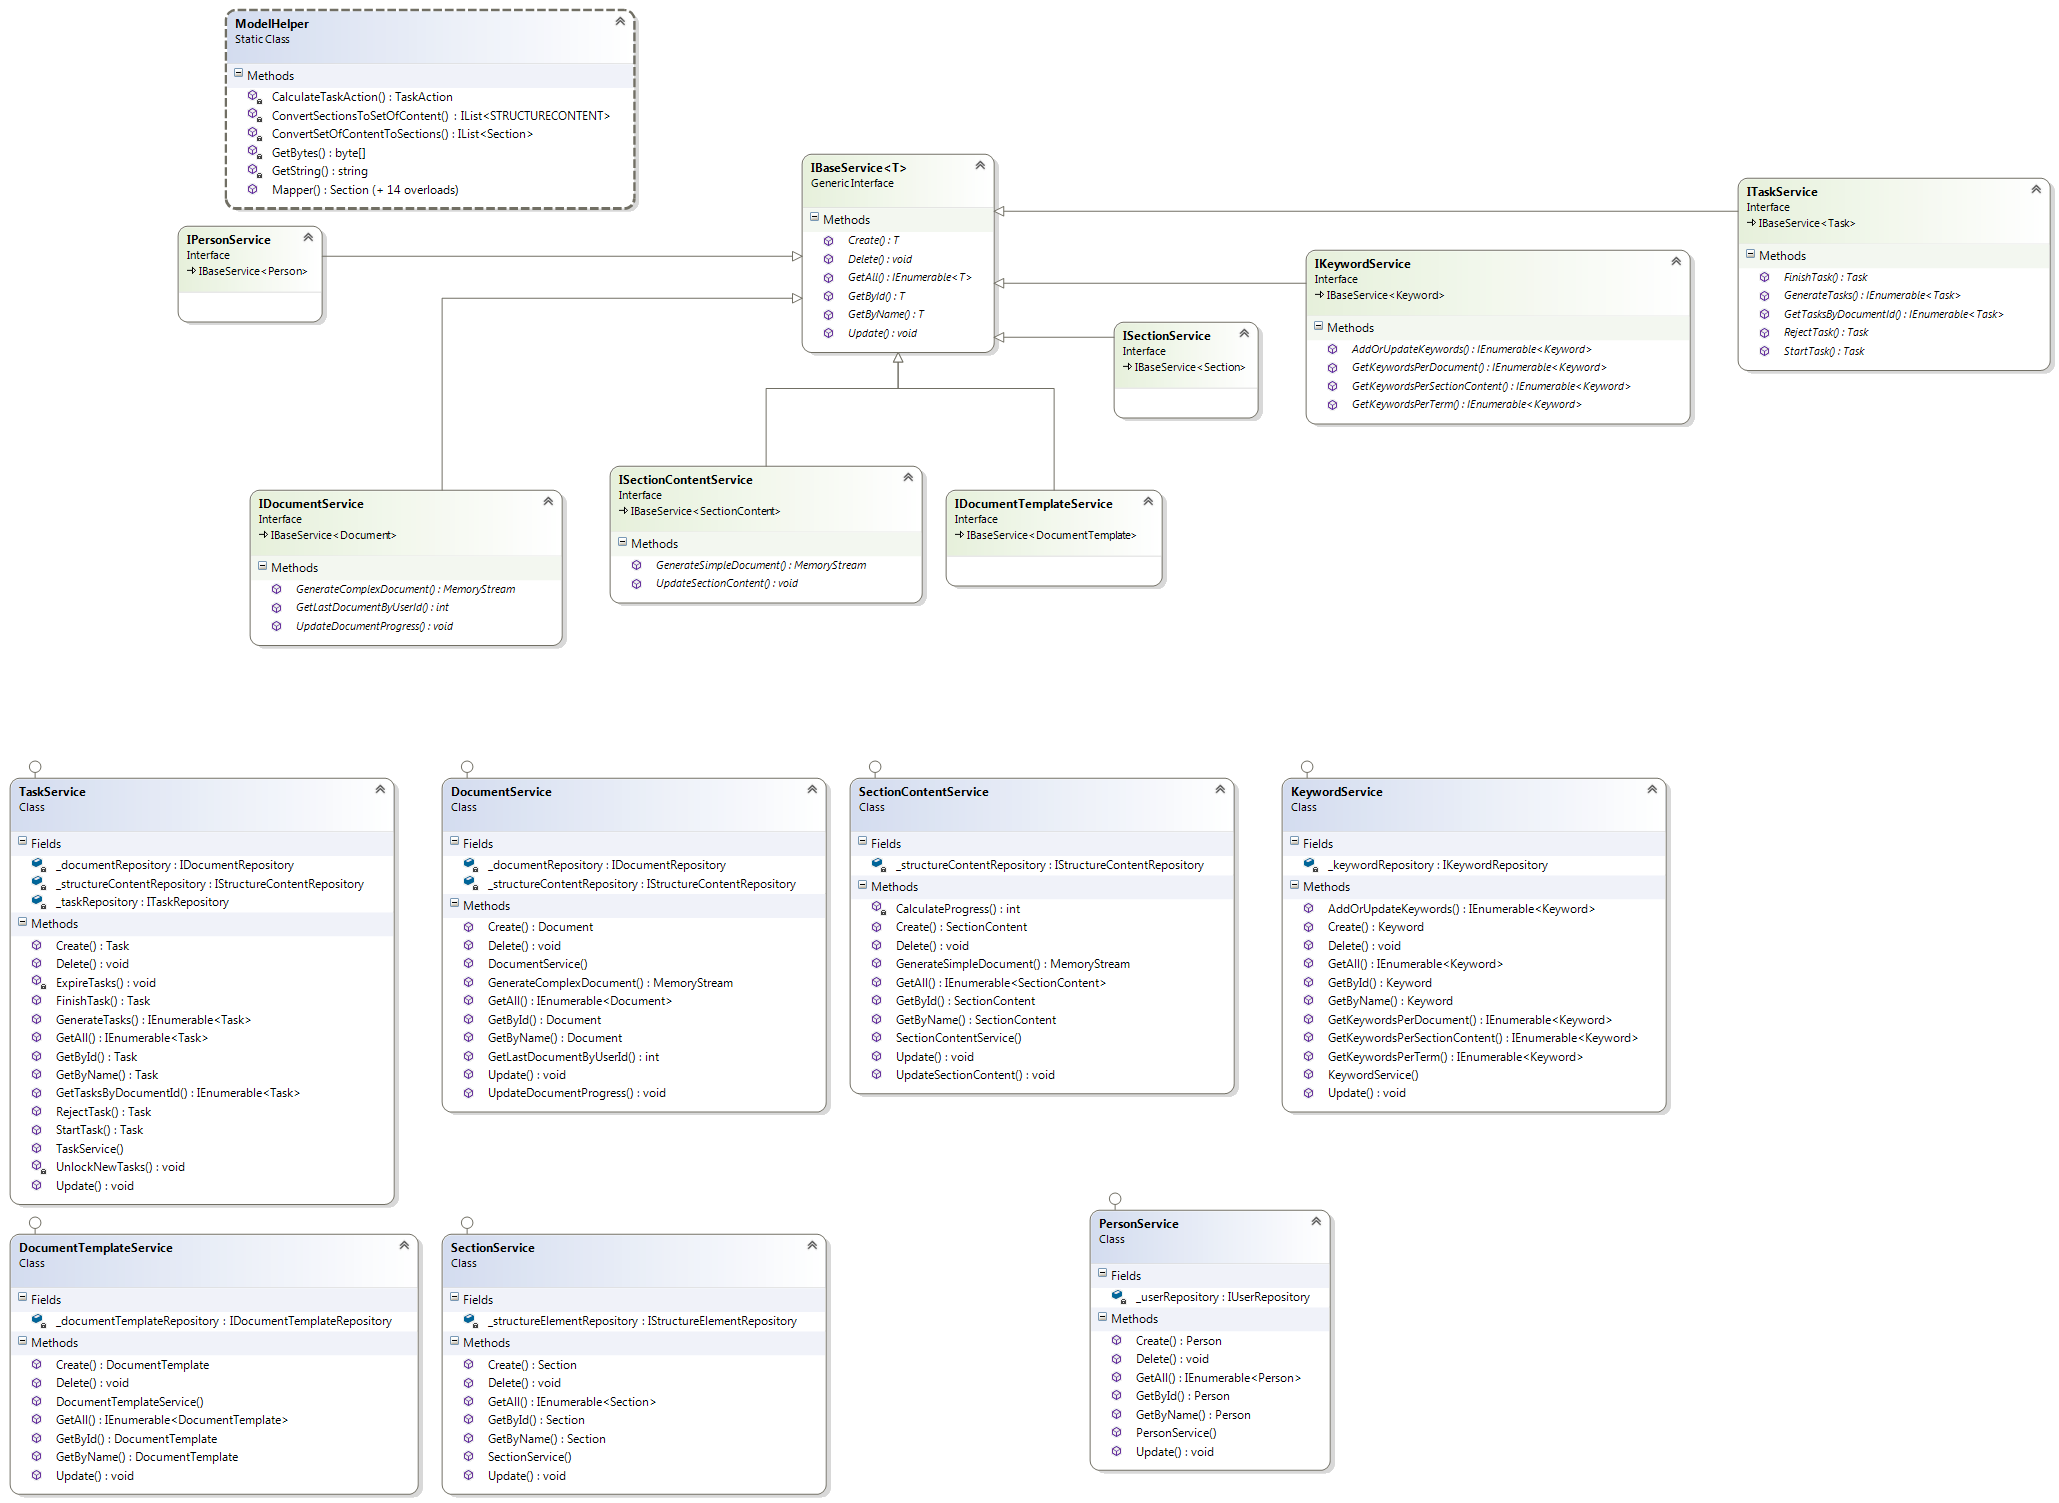 ModelHelper
Static Class
Methods
CalculateTaskAction() : TaskAction
ConvertSectionsToSetOfContent() : IList<STRUCTURECONTENT>
ConvertSetOfContentToSections() : IList<Section>
GetBytes() : byte[]
GetString() : string
Mapper() : Section (+ 14 overloads)
IPersonService
Interface
IBaseService<Person>
IBaseService<T>
Generic Interface
Methods
Create() : T
Delete() : void
GetAll() : IEnumerable<T>
GetById() : T
GetByName() : T
Update() : void
ITaskService
Interface
IBaseService<Task>
Methods
FinishTask() : Task
GenerateTasks() : IEnumerable<Task>
GetTasksByDocumentId() : IEnumerable<Task>
RejectTask() : Task
StartTask() : Task
IKeywordService
Interface
IBaseService<Keyword>
Methods
AddOrUpdateKeywords() : IEnumerable<Keyword>
GetKeywordsPerDocument() : IEnumerable<Keyword>
GetKeywordsPerSectionContent() : IEnumerable<Keyword>
GetKeywordsPerTerm() : IEnumerable<Keyword>
ISectionService
Interface
IBaseService<Section>
IDocumentService
Interface
IBaseService<Document>
Methods
GenerateComplexDocument() : MemoryStream
GetLastDocumentByUserId() : int
UpdateDocumentProgress() : void
ISectionContentService
Interface
IBaseService<SectionContent>
Methods
GenerateSimpleDocument() : MemoryStream
UpdateSectionContent() : void
IDocumentTemplateService
Interface
IBaseService<DocumentTemplate>
TaskService
Class
Fields
_documentRepository : IDocumentRepository
_structureContentRepository : IStructureContentRepository
_taskRepository : ITaskRepository
Methods
Create() : Task
Delete() : void
ExpireTasks() : void
FinishTask() : Task
GenerateTasks() : IEnumerable<Task>
GetAll() : IEnumerable<Task>
GetById() : Task
GetByName() : Task
GetTasksByDocumentId() : IEnumerable<Task>
RejectTask() : Task
StartTask() : Task
TaskService()
UnlockNewTasks() : void
Update() : void
DocumentService
Class
Fields
_documentRepository : IDocumentRepository
_structureContentRepository : IStructureContentRepository
Methods
Create() : Document
Delete() : void
DocumentService()
GenerateComplexDocument() : MemoryStream
GetAll() : IEnumerable<Document>
GetById() : Document
GetByName() : Document
GetLastDocumentByUserId() : int
Update() : void
UpdateDocumentProgress() : void
SectionContentService
Class
Fields
_structureContentRepository : IStructureContentRepository
Methods
CalculateProgress() : int
Create() : SectionContent
Delete() : void
GenerateSimpleDocument() : MemoryStream
GetAll() : IEnumerable<SectionContent>
GetById() : SectionContent
GetByName() : SectionContent
SectionContentService()
Update() : void
UpdateSectionContent() : void
KeywordService
Class
Fields
_keywordRepository : IKeywordRepository
Methods
AddOrUpdateKeywords() : IEnumerable<Keyword>
Create() : Keyword
Delete() : void
GetAll() : IEnumerable<Keyword>
GetById() : Keyword
GetByName() : Keyword
GetKeywordsPerDocument() : IEnumerable<Keyword>
GetKeywordsPerSectionContent() : IEnumerable<Keyword>
GetKeywordsPerTerm() : IEnumerable<Keyword>
KeywordService()
Update() : void
DocumentTemplateService
Class
Fields
_documentTemplateRepository : IDocumentTemplateRepository
Methods
Create() : DocumentTemplate
Delete() : void
DocumentTemplateService()
GetAll() : IEnumerable<DocumentTemplate>
GetById() : DocumentTemplate
GetByName() : DocumentTemplate
Update() : void
SectionService
Class
Fields
_structureElementRepository : IStructureElementRepository
Methods
Create() : Section
Delete() : void
GetAll() : IEnumerable<Section>
GetById() : Section
GetByName() : Section
SectionService()
Update() : void
PersonService
Class
Fields
_userRepository : IUserRepository
Methods
Create() : Person
Delete() : void
GetAll() : IEnumerable<Person>
GetById() : Person
GetByName() : Person
PersonService()
Update() : void